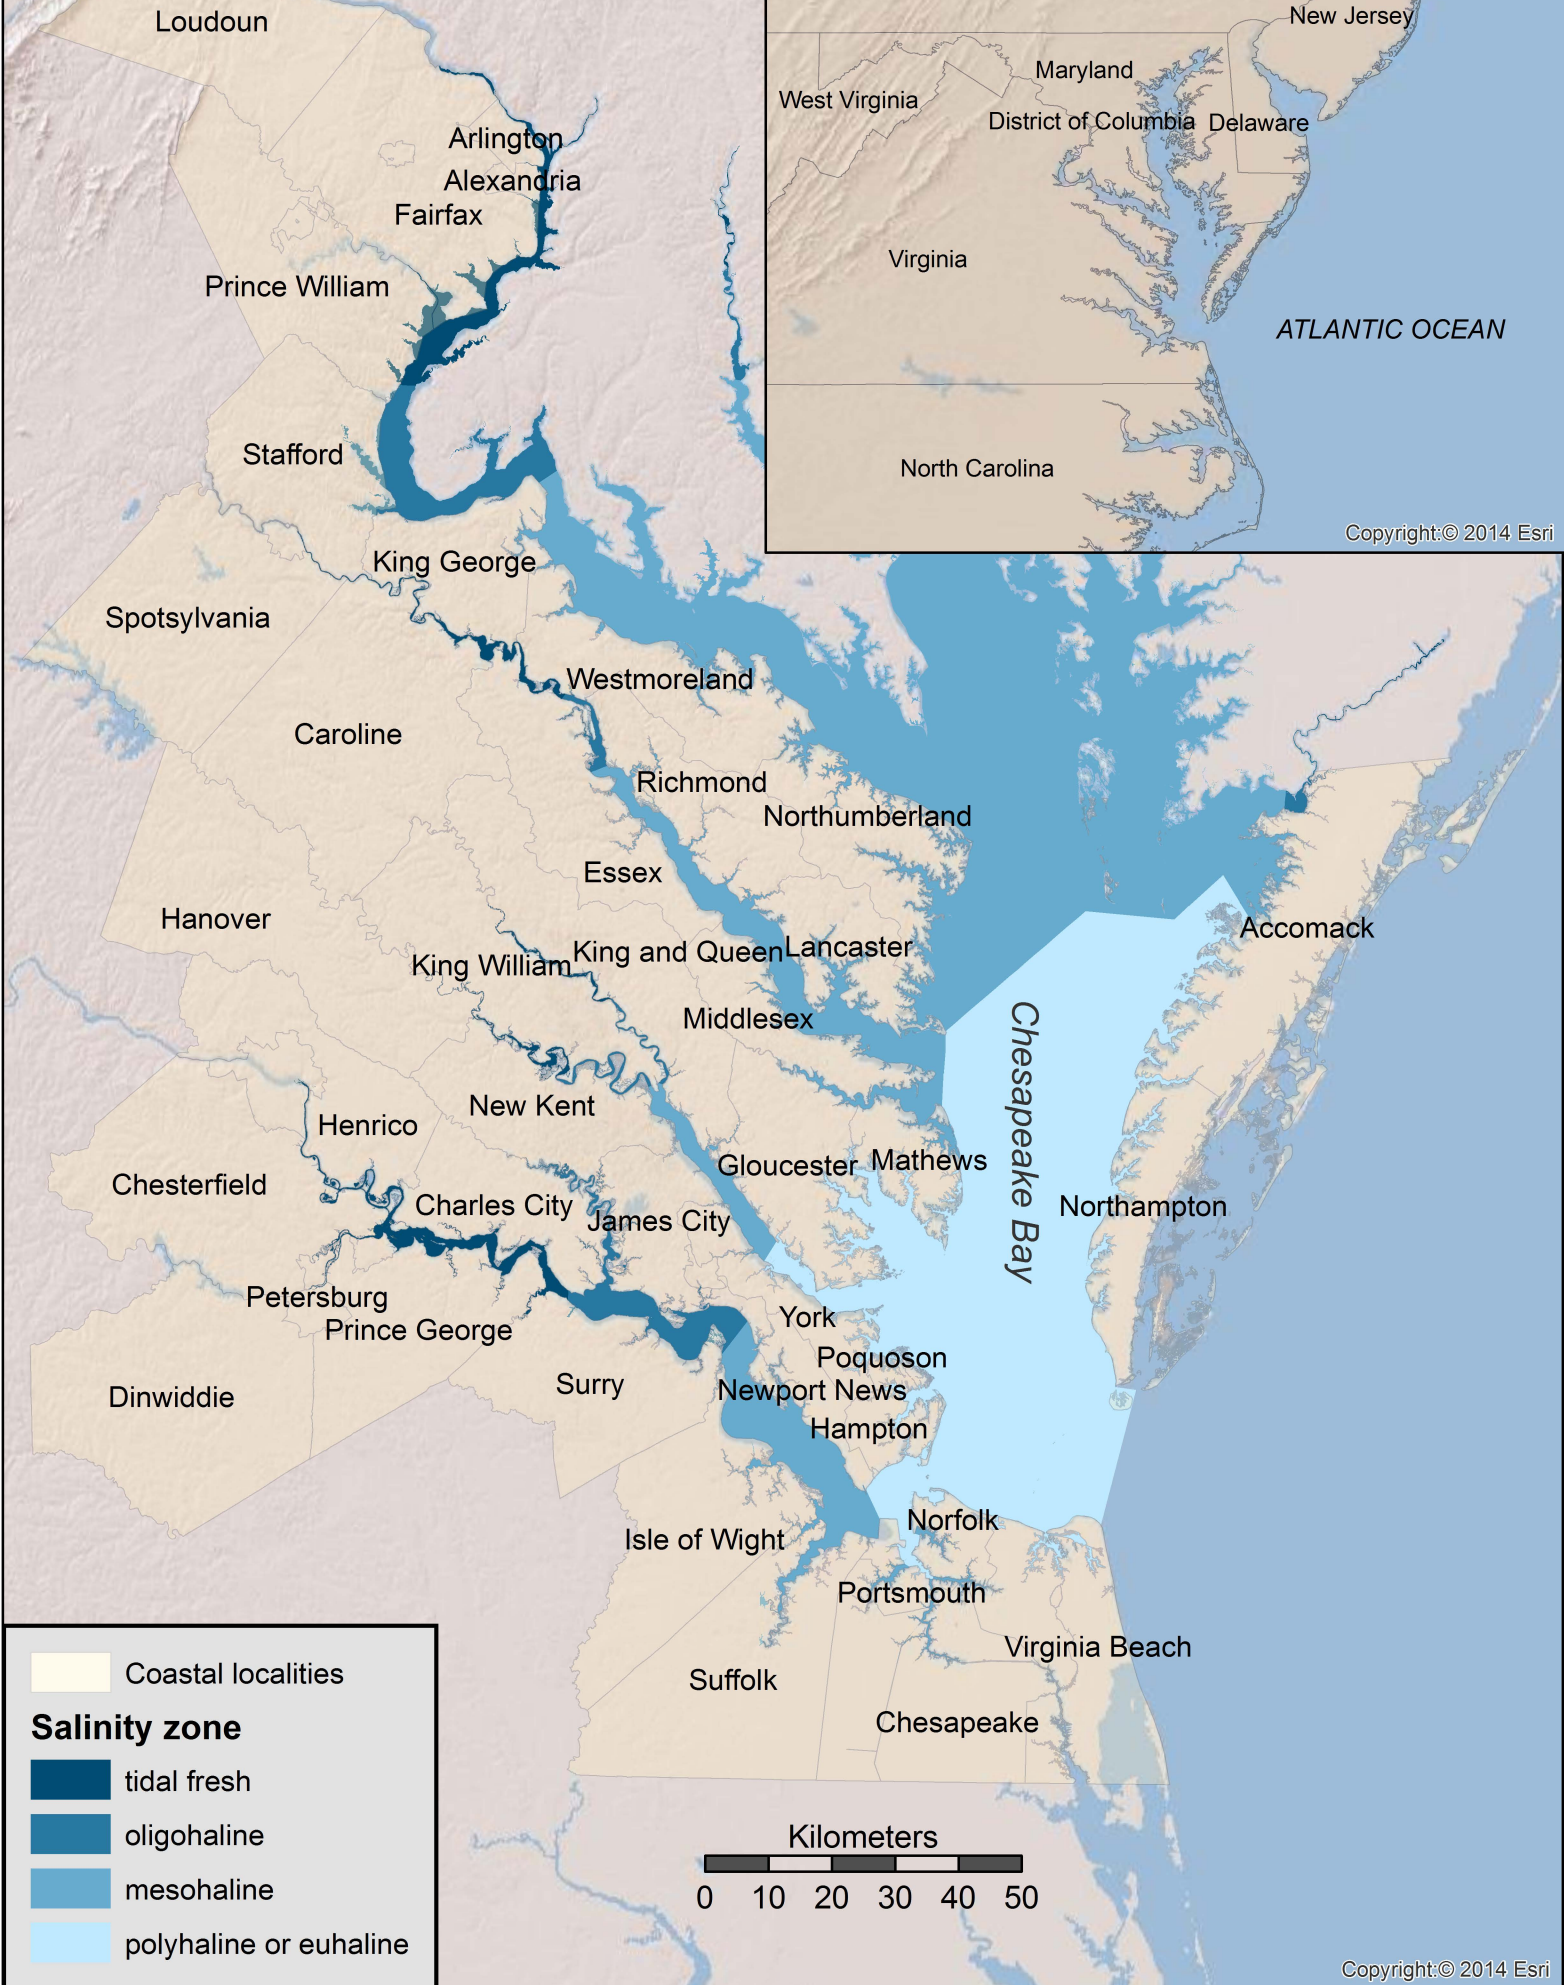 Loudoun
New Jersey
Maryland
West Virginia
District of Columbia
Delaware
Arlington
Alexandria
Fairfax
Virginia
Prince William
ATLANTIC OCEAN
Stafford
North Carolina
Copyright:© 2014 Esri
King George
Spotsylvania
Westmoreland
Caroline
Richmond
Northumberland
Essex
Hanover
Accomack
King and Queen
Lancaster
King William
Middlesex
Chesapeake Bay
New Kent
Henrico
Gloucester
Mathews
Chesterfield
Charles City
James City
Northampton
Petersburg
York
Prince George
Poquoson
Surry
Newport News
Dinwiddie
Hampton
Norfolk
Isle of Wight
Portsmouth
Virginia Beach
Suffolk
Chesapeake
Coastal localities
Salinity zone
tidal fresh
oligohaline
mesohaline
polyhaline or euhaline
Kilometers
0 10 20 30 40 50
Copyright:© 2014 Esri